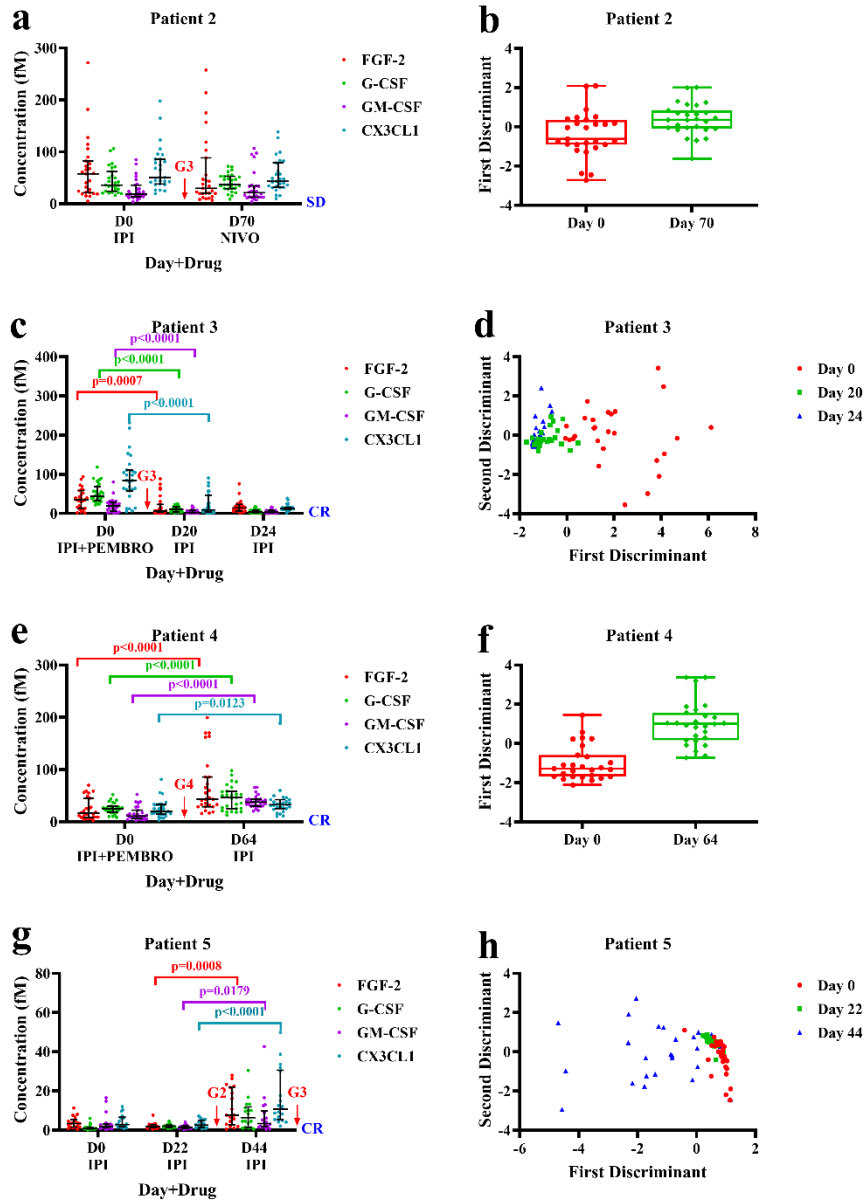 a
Patient 2
Concentration (fM)
300
200
100
50
0
G3
SD
D0
IPI
D70
NIVO
Day+Drug
FGF-2
G-CSF
GM-CSF
CX3CL1
b
Patient 2
First Discriminant
4
2
0
-2
-4
Day 0
Day 70
c
Patient 3
p<0.0001
p<0.0001
p=0.0007
p<0.0001
Concentration (fM)
400
300
200
100
0
G3
CR
D0
IPI+PEMBRO
D20
IPI
D24
IPI
Day+Drug
FGF-2
G-CSF
GM-CSF
CX3CL1
d
Patient 3
Second Discriminant
4
2
0
-2
-4
-2
0
2
4
6
8
First Discriminant
Day 0
Day 20
Day 24
e
Patient 4
p<0.0001
p<0.0001
p<0.0001
p=0.0123
Concentration (fM)
300
200
100
50
0
G4
CR
D0
IPI+PEMBRO
D64
IPI
Day+Drug
FGF-2
G-CSF
GM-CSF
CX3CL1
f
Patient 4
First Discriminant
4
2
0
-2
-4
Day 0
Day 64
g
Patient 5
p=0.0008
p=0.0179
p<0.0001
Concentration (fM)
80
60
40
20
0
G2
G3
CR
D0
IPI
D22
IPI
D44
IPI
Day+Drug
FGF-2
G-CSF
GM-CSF
CX3CL1
h
Patient 5
Second Discriminant
4
2
0
-2
-4
-6
-4
-2
0
2
First Discriminant
Day 0
Day 22
Day 44